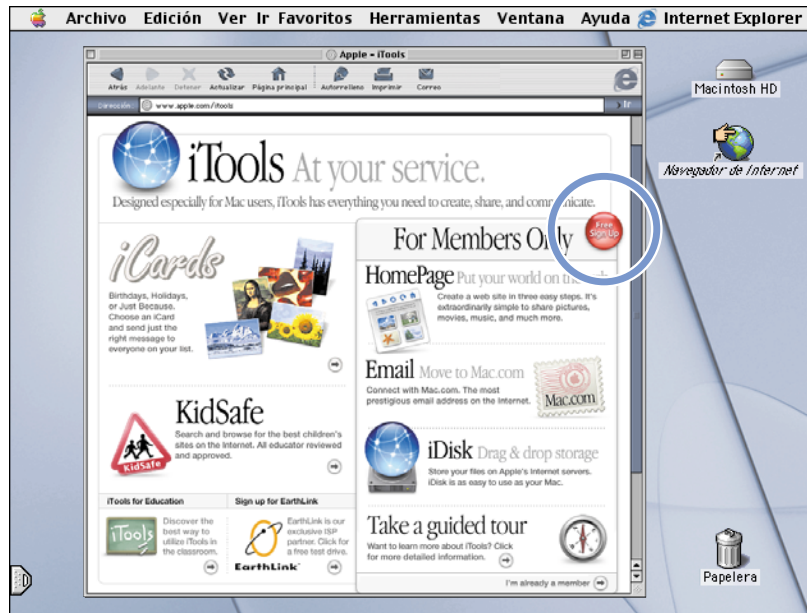 Archivo Edición Ver Ir Favoritos Herramientas Ventana Ayuda Internet Explorer
Apple - iTools
Atrás Adelante Detener Actualizar Página principal Autorrelleno Imprimir Correo
Dirección: www.apple.com/itools Ir
iTools At your service.
Designed especially for Mac users, iTools has everything you need to create, share, and communicate.
iCards
Birthdays, Holidays,
or Just Because.
Choose an iCard
and send just the
right message to
everyone on your list.
KidSafe
KidSafe
Search and browse for the best children's
sites on the Internet. All educator reviewed
and approved.
iTools for Education
iTools
Discover the
best way to
utilize iTools in
the classroom.
Sign up for EarthLink
EarthLink is our
exclusive ISP
partner. Click for
a free test drive.
EarthLink
For Members Only
Free
Sign Up
HomePage Put your world on the
Create a web site in three easy steps. It's
extraordinarily simple to share pictures,
movies, music, and much more.
Email Move to Mac.com
Connect with Mac.com. The most
prestigious email address on the Internet.
Mac.com
iDisk Drag & drop storage
Store your files on Apple's Internet servers.
iDisk is as easy to use as your Mac.
Take a guided tour
Want to learn more about iTools? Click
for more detailed information.
I'm already a member
Macintosh HD
Navegador de Internet
Papelera